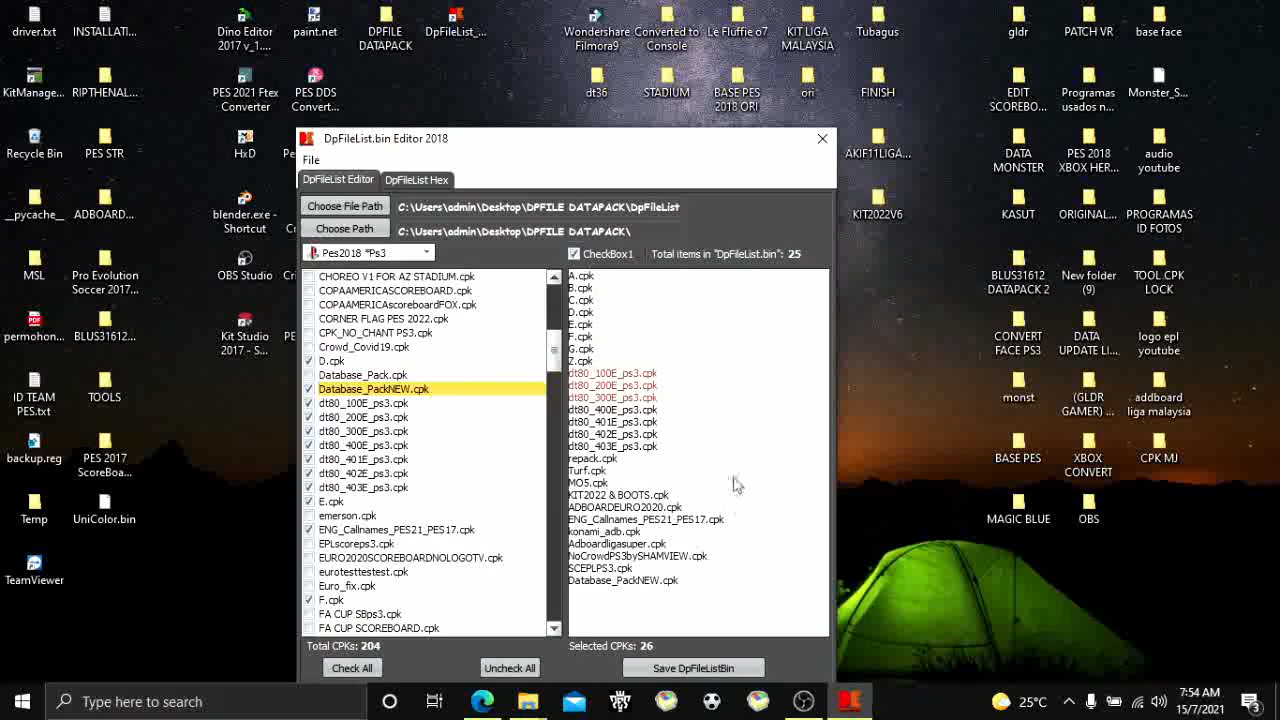 driver.txt
INSTALLATI...
Dino Editor
2017 v_1....
paint.net
DPFILE
DATAPACK
DpFileList_...
Wondershare
Filmora9
Converted to
Console
Le Fluffie o7
KIT LIGA
MALAYSIA
Tubagus
gldr
PATCH VR
base face
KitManage...
RIPTHENAL...
PES 2021 Ftex
Converter
PES DDS
Convert...
dt36
STADIUM
BASE PES
2018 ORI
ori
FINISH
EDIT
SCOREBO...
Programas
usados n...
Monster_S...
Recycle Bin
PES STR
HxD
AKIF11LIGA...
DATA
MONSTER
PES 2018
XBOX HER...
audio
youtube
__pycache__
ADBOARD...
blender.exe -
Shortcut
KIT2022V6
KASUT
ORIGINAL...
PROGRAMAS
ID FOTOS
MSL
Pro Evolution
Soccer 2017...
OBS Studio
BLUS31612
DATAPACK 2
New folder
(9)
TOOL.CPK
LOCK
permohon...
BLUS31612...
Kit Studio
2017 - S...
CONVERT
FACE PS3
DATA
UPDATE LI...
logo epl
youtube
ID TEAM
PES.txt
TOOLS
monst
(GLDR
GAMER) ...
addboard
liga malaysia
backup.reg
PES 2017
ScoreBoa...
BASE PES
XBOX
CONVERT
CPK MJ
Temp
UniColor.bin
MAGIC BLUE
OBS
TeamViewer
DpFileList.bin Editor 2018
File
DpFileList Editor
DpFileList Hex
Choose File Path
C:\Users\admin\Desktop\DPFILE DATAPACK\DpFileList
Choose Path
C:\Users\admin\Desktop\DPFILE DATAPACK\
Pes2018 *Ps3
CheckBox1
Total items in "DpFileList.bin": 25
CHOREO V1 FOR AZ STADIUM.cpk
COPAAMERICASCOREBOARD.cpk
COPAAMERICAscoreboardFOX.cpk
CORNER FLAG PES 2022.cpk
CPK_NO_CHANT PS3.cpk
Crowd_Covid19.cpk
D.cpk
Database_Pack.cpk
Database_PackNEW.cpk
dt80_100E_ps3.cpk
dt80_200E_ps3.cpk
dt80_300E_ps3.cpk
dt80_400E_ps3.cpk
dt80_401E_ps3.cpk
dt80_402E_ps3.cpk
dt80_403E_ps3.cpk
E.cpk
emerson.cpk
ENG_Callnames_PES21_PES17.cpk
EPLscoreps3.cpk
EURO2020SCOREBOARDNOLOGOTV.cpk
eurotesttestest.cpk
Euro_fix.cpk
F.cpk
FA CUP SBps3.cpk
FA CUP SCOREBOARD.cpk
A.cpk
B.cpk
C.cpk
D.cpk
E.cpk
F.cpk
G.cpk
Z.cpk
dt80_100E_ps3.cpk
dt80_200E_ps3.cpk
dt80_300E_ps3.cpk
dt80_400E_ps3.cpk
dt80_401E_ps3.cpk
dt80_402E_ps3.cpk
dt80_403E_ps3.cpk
repack.cpk
Turf.cpk
MO5.cpk
KIT2022 & BOOTS.cpk
ADBOARDEURO2020.cpk
ENG_Callnames_PES21_PES17.cpk
konami_adb.cpk
Adboardligasuper.cpk
NoCrowdPS3bySHAMVIEW.cpk
SCEPLPS3.cpk
Database_PackNEW.cpk
Total CPKs: 204
Selected CPKs: 26
Check All
Uncheck All
Save DpFileListBin
Type here to search
25°C
7:54 AM
15/7/2021
3